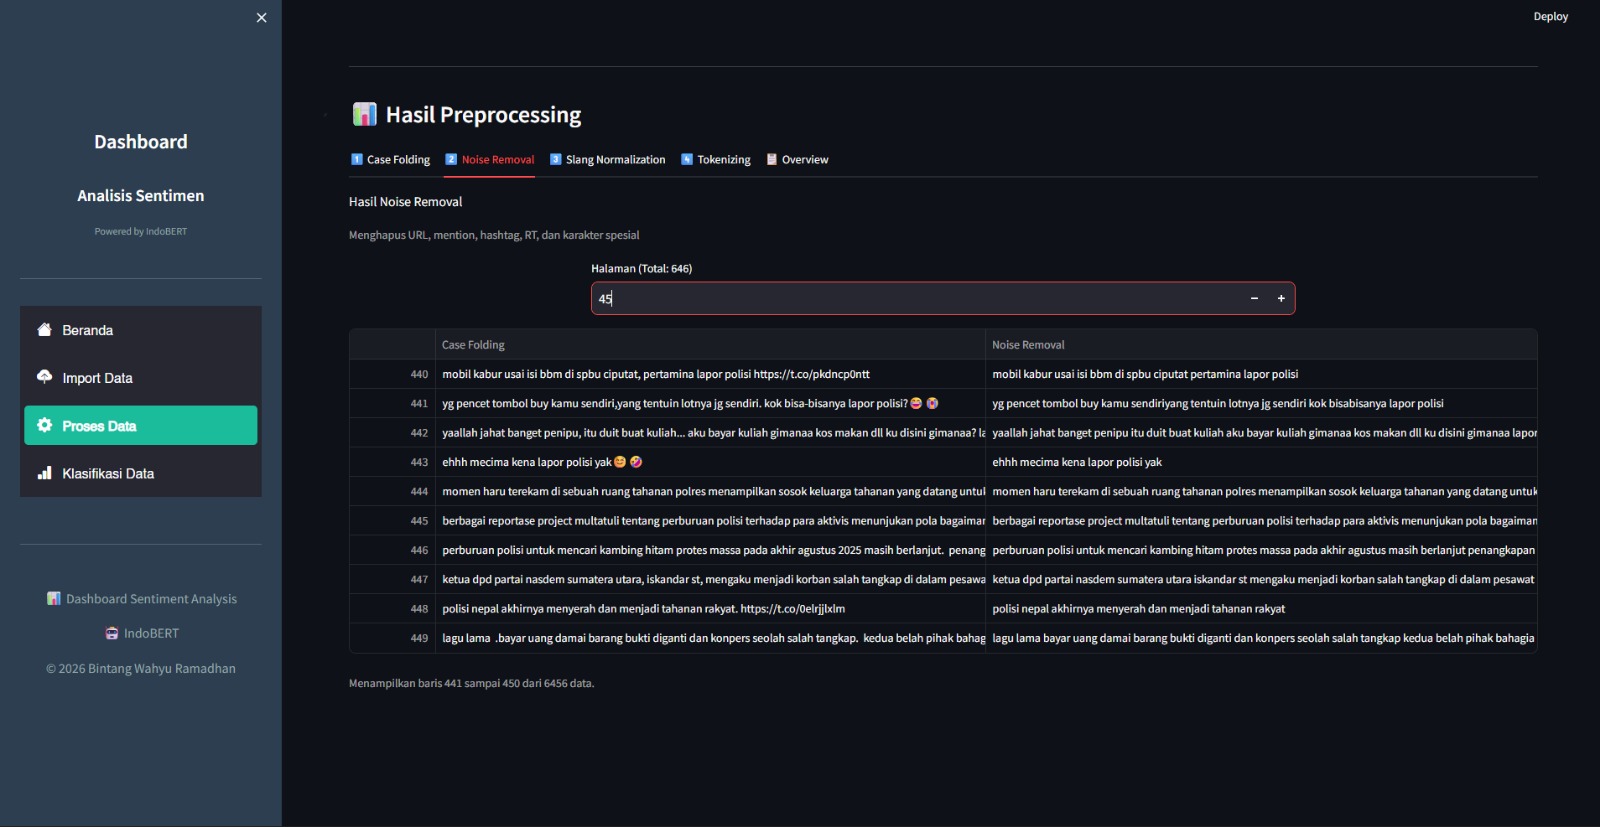 Deploy
Dashboard
Analisis Sentimen
Powered by IndoBERT
Beranda
Import Data
Proses Data
Klasifikasi Data
📊 Dashboard Sentiment Analysis
🤖 IndoBERT
© 2026 Bintang Wahyu Ramadhan
📊 Hasil Preprocessing
1️⃣ Case Folding 2️⃣ Noise Removal 3️⃣ Slang Normalization 4️⃣ Tokenizing 📋 Overview
Hasil Noise Removal
Menghapus URL, mention, hashtag, RT, dan karakter spesial
Halaman (Total: 646)
45
Case Folding Noise Removal
440 mobil kabur usai isi bbm di spbu ciputat, pertamina lapor polisi https://t.co/pkdncp0ntt mobil kabur usai isi bbm di spbu ciputat pertamina lapor polisi
441 yg pencet tombol buy kamu sendiri,yang tentuin lotnya jg sendiri. kok bisa-bisanya lapor polisi? yg pencet tombol buy kamu sendiriyang tentuin lotnya jg sendiri kok bisabisanya lapor polisi
442 yaallah jahat banget penipu, itu duit buat kuliah... aku bayar kuliah gimanaa kos makan dll ku disini gimanaa? la yaallah jahat banget penipu itu duit buat kuliah aku bayar kuliah gimanaa kos makan dll ku disini gimanaa lapor
443 ehhh mecima kena lapor polisi yak ehhh mecima kena lapor polisi yak
444 momen haru terekam di sebuah ruang tahanan polres menampilkan sosok keluarga tahanan yang datang untuk momen haru terekam di sebuah ruang tahanan polres menampilkan sosok keluarga tahanan yang datang untuk
445 berbagai reportase project multatuli tentang perburuan polisi terhadap para aktivis menunjukan pola bagaimar berbagai reportase project multatuli tentang perburuan polisi terhadap para aktivis menunjukan pola bagaiman
446 perburuan polisi untuk mencari kambing hitam protes massa pada akhir agustus 2025 masih berlanjut. penang perburuan polisi untuk mencari kambing hitam protes massa pada akhir agustus masih berlanjut penangkapan
447 ketua dpd partai nasdem sumatera utara, iskandar st, mengaku menjadi korban salah tangkap di dalam pesawa ketua dpd partai nasdem sumatera utara iskandar st mengaku menjadi korban salah tangkap di dalam pesawat
448 polisi nepal akhirnya menyerah dan menjadi tahanan rakyat. https://t.co/0elrjjlxlm polisi nepal akhirnya menyerah dan menjadi tahanan rakyat
449 lagu lama .bayar uang damai barang bukti diganti dan konpers seolah salah tangkap. kedua belah pihak bahag lagu lama bayar uang damai barang bukti diganti dan konpers seolah salah tangkap kedua belah pihak bahagia
Menampilkan baris 441 sampai 450 dari 6456 data.